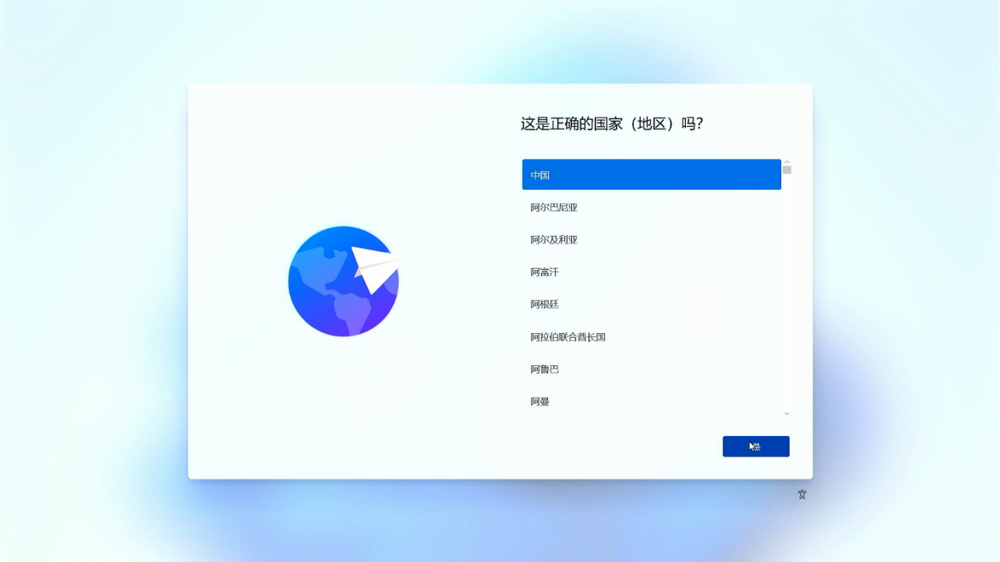 这是正确的国家（地区）吗？
中国
阿尔巴尼亚
阿尔及利亚
阿富汗
阿根廷
阿拉伯联合酋长国
阿鲁巴
阿曼
是